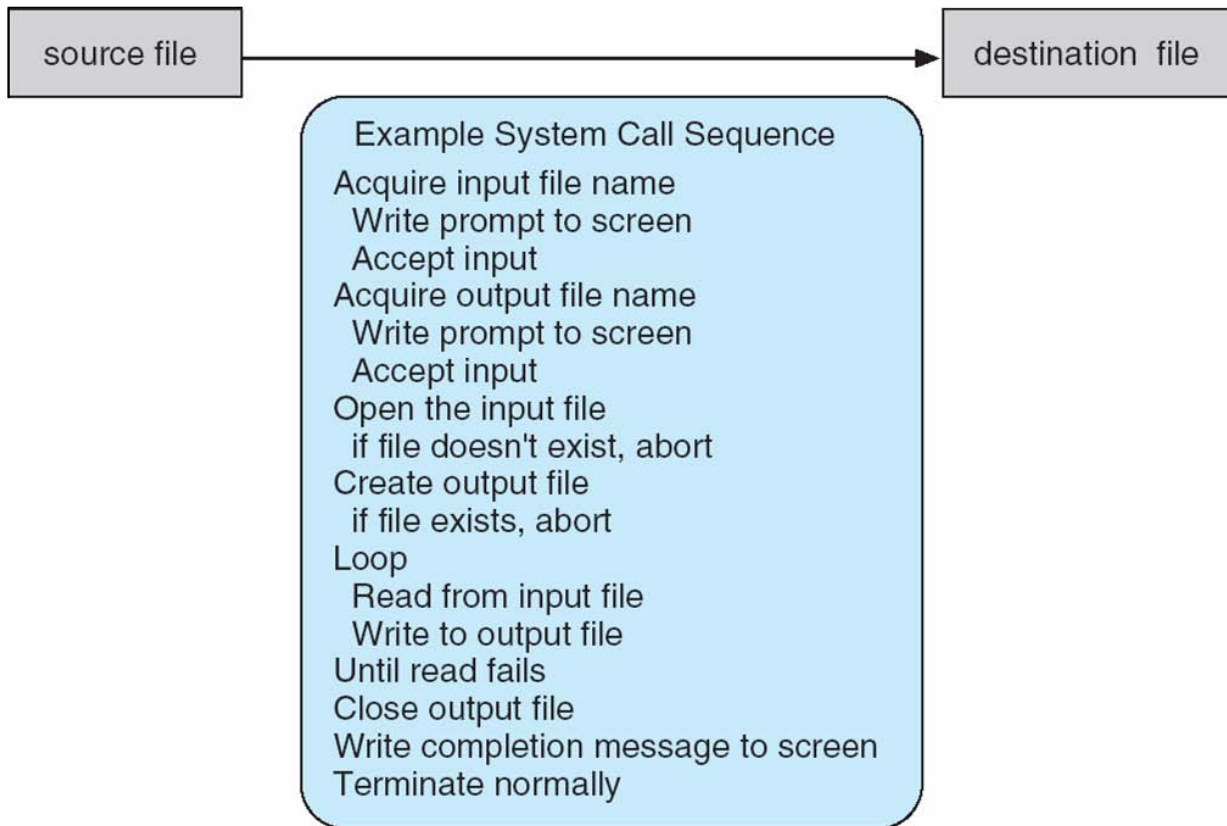 source file
destination file
Example System Call Sequence
Acquire input file name
Write prompt to screen
Accept input
Acquire output file name
Write prompt to screen
Accept input
Open the input file
if file doesn't exist, abort
Create output file
if file exists, abort
Loop
Read from input file
Write to output file
Until read fails
Close output file
Write completion message to screen
Terminate normally